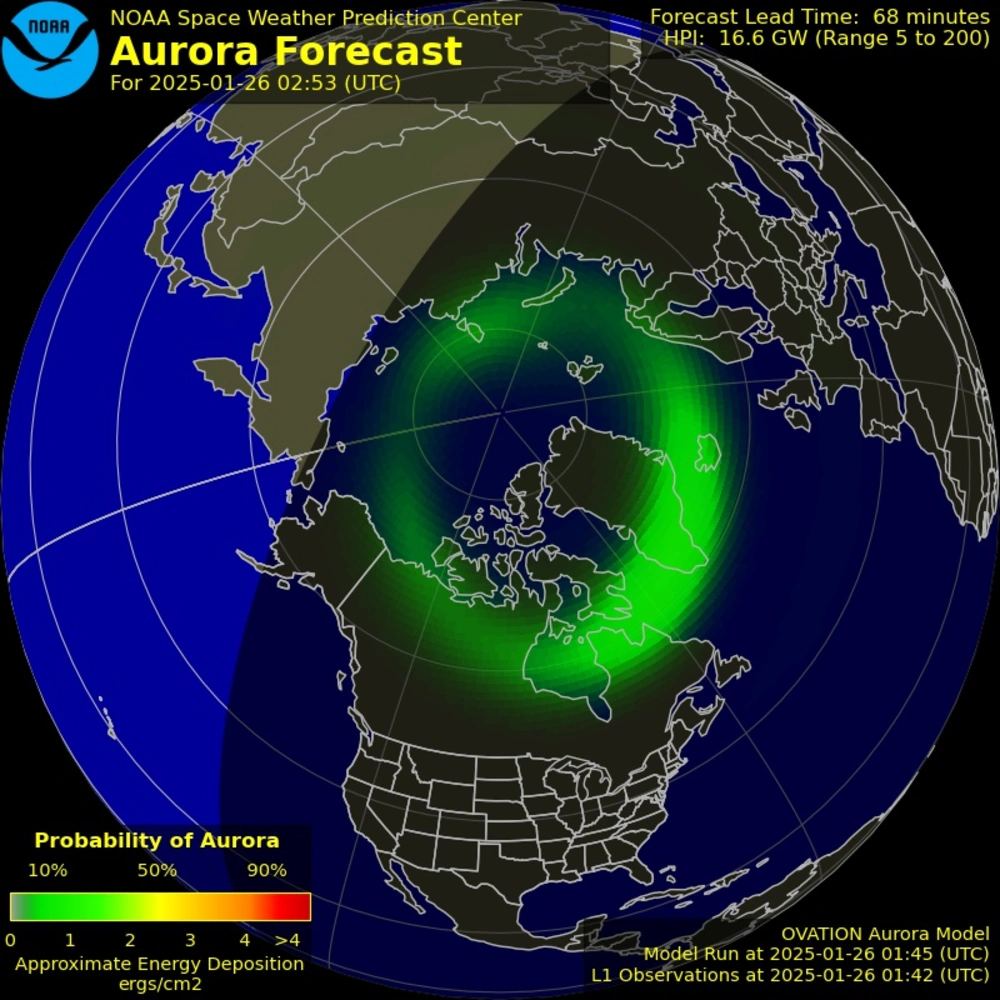 NOAA
NOAA Space Weather Prediction Center
Aurora Forecast
For 2025-01-26 02:53 (UTC)
Forecast Lead Time: 68 minutes
HPI: 16.6 GW (Range 5 to 200)
Probability of Aurora
10% 50% 90%
0 1 2 3 4 >4
Approximate Energy Deposition
ergs/cm2
OVATION Aurora Model
Model Run at 2025-01-26 01:45 (UTC)
L1 Observations at 2025-01-26 01:42 (UTC)